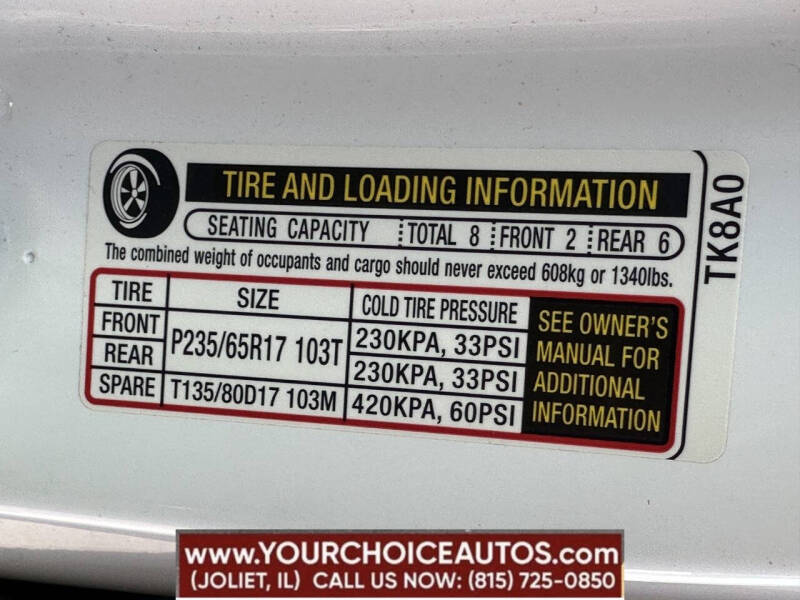 TIRE AND LOADING INFORMATION
SEATING CAPACITY TOTAL 8 FRONT 2 REAR 6
The combined weight of occupants and cargo should never exceed 608kg or 1340lbs.
TIRE SIZE COLD TIRE PRESSURE
FRONT P235/65R17 103T 230KPA, 33PSI
REAR 230KPA, 33PSI
SPARE T135/80D17 103M 420KPA, 60PSI
SEE OWNER'S
MANUAL FOR
ADDITIONAL
INFORMATION
TK8A0
www.YOURCHOICEAUTOS.com
(JOLIET, IL) CALL US NOW: (815) 725-0850